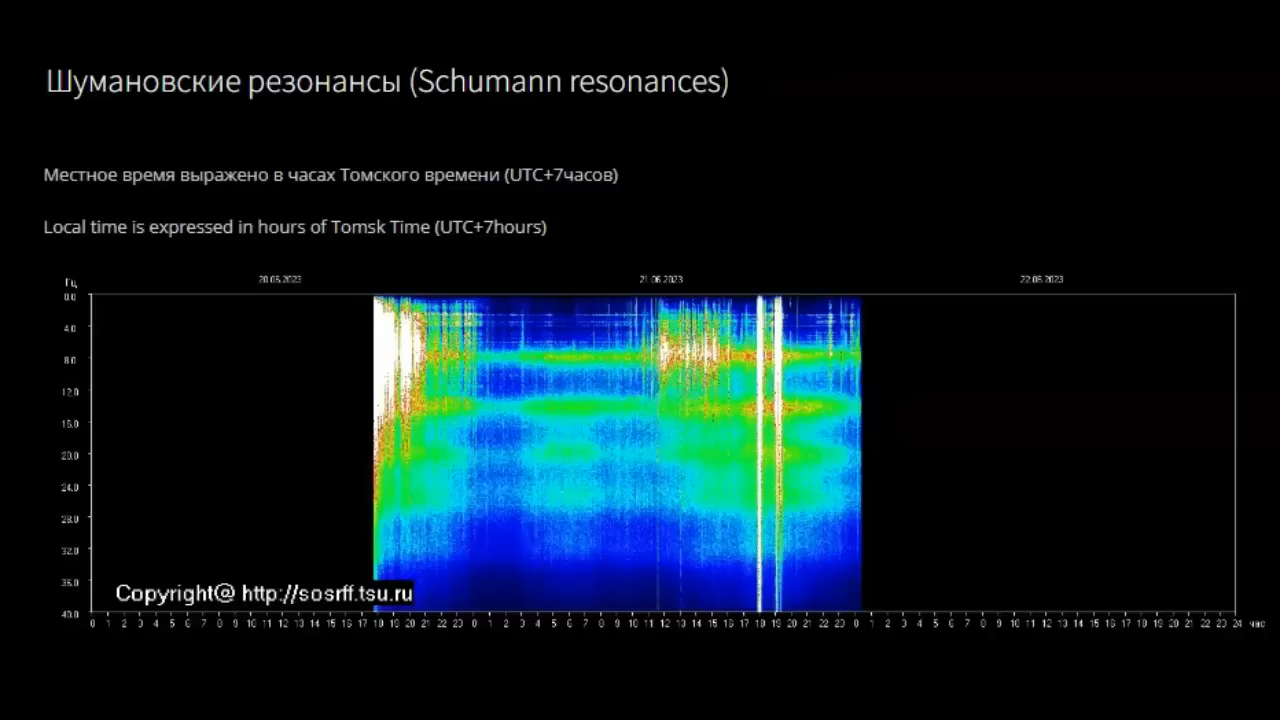 Шумановские резонансы (Schumann resonances)
Местное время выражено в часах Томского времени (UTC+7часов)
Local time is expressed in hours of Tomsk Time (UTC+7hours)
20.06.2023 21.06.2023 22.06.2023
Гц
0.0
4.0
8.0
12.0
16.0
20.0
24.0
28.0
32.0
36.0
40.0
Copyright@ http://sosrff.tsu.ru
0 1 2 3 4 5 6 7 8 9 10 11 12 13 14 15 16 17 18 19 20 21 22 23 0 1 2 3 4 5 6 7 8 9 10 11 12 13 14 15 16 17 18 19 20 21 22 23 0 1 2 3 4 5 6 7 8 9 10 11 12 13 14 15 16 17 18 19 20 21 22 23 24 час